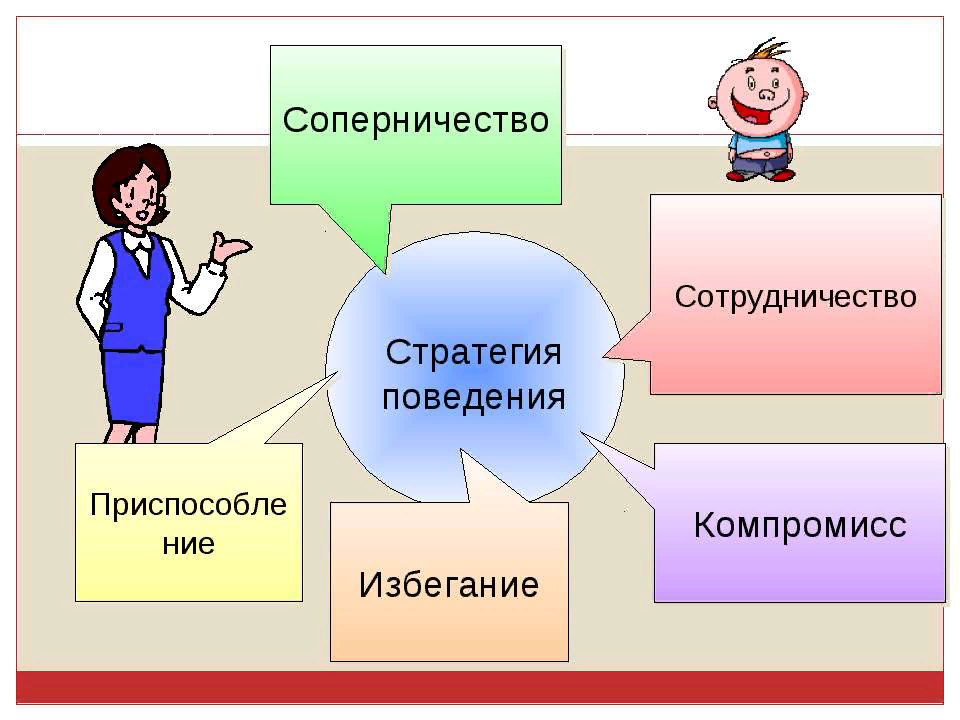 Соперничество
Сотрудничество
Стратегия
поведения
Приспособле
ние
Избегание
Компромисс